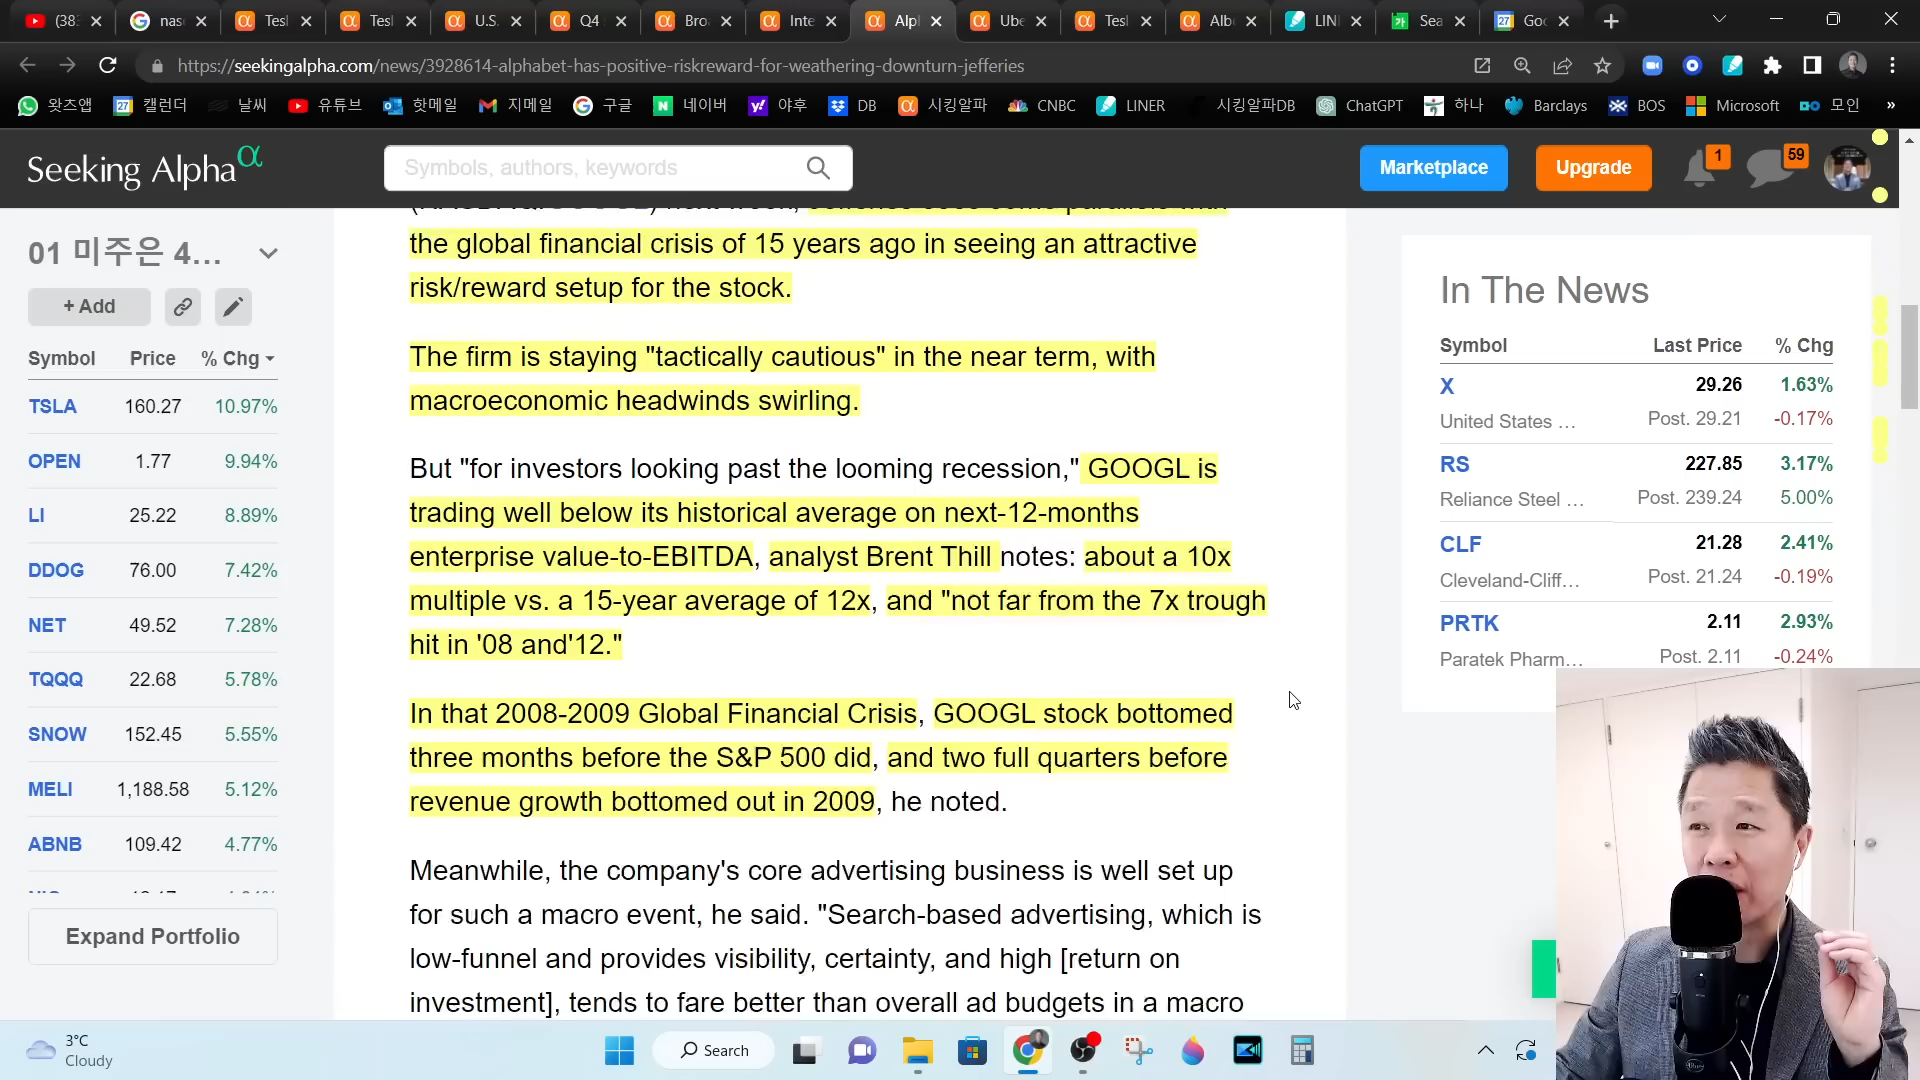 (38
nas
Tesl
Tesl
U.S.
Q4
Bro
Inte
Alpl
Ube
Tesl
Albe
LINI
Sea
27
Goo
https://seekingalpha.com/news/3928614-alphabet-has-positive-riskreward-for-weathering-downturn-jefferies
왓즈앱
27 캘린더
날씨
유튜브
핫메일
지메일
구글
N 네이버
y! 야후
DB
시킹알파
CNBC
LINER
시킹알파DB
ChatGPT
하나
Barclays
BOS
Microsoft
모인
»
Seeking Alpha α
Symbols, authors, keywords
Marketplace
Upgrade
1
59
01 미주은 4...
+ Add
Symbol Price % Chg
TSLA 160.27 10.97%
OPEN 1.77 9.94%
LI 25.22 8.89%
DDOG 76.00 7.42%
NET 49.52 7.28%
TQQQ 22.68 5.78%
SNOW 152.45 5.55%
MELI 1,188.58 5.12%
ABNB 109.42 4.77%
Expand Portfolio
the global financial crisis of 15 years ago in seeing an attractive
risk/reward setup for the stock.
The firm is staying "tactically cautious" in the near term, with
macroeconomic headwinds swirling.
But "for investors looking past the looming recession," GOOGL is
trading well below its historical average on next-12-months
enterprise value-to-EBITDA, analyst Brent Thill notes: about a 10x
multiple vs. a 15-year average of 12x, and "not far from the 7x trough
hit in '08 and'12."
In that 2008-2009 Global Financial Crisis, GOOGL stock bottomed
three months before the S&P 500 did, and two full quarters before
revenue growth bottomed out in 2009, he noted.
Meanwhile, the company's core advertising business is well set up
for such a macro event, he said. "Search-based advertising, which is
low-funnel and provides visibility, certainty, and high [return on
investment], tends to fare better than overall ad budgets in a macro
In The News
Symbol Last Price % Chg
X 29.26 1.63%
United States ... Post. 29.21 -0.17%
RS 227.85 3.17%
Reliance Steel ... Post. 239.24 5.00%
CLF 21.28 2.41%
Cleveland-Cliff... Post. 21.24 -0.19%
PRTK 2.11 2.93%
Paratek Pharm... Post. 2.11 -0.24%
3°C
Cloudy
Search